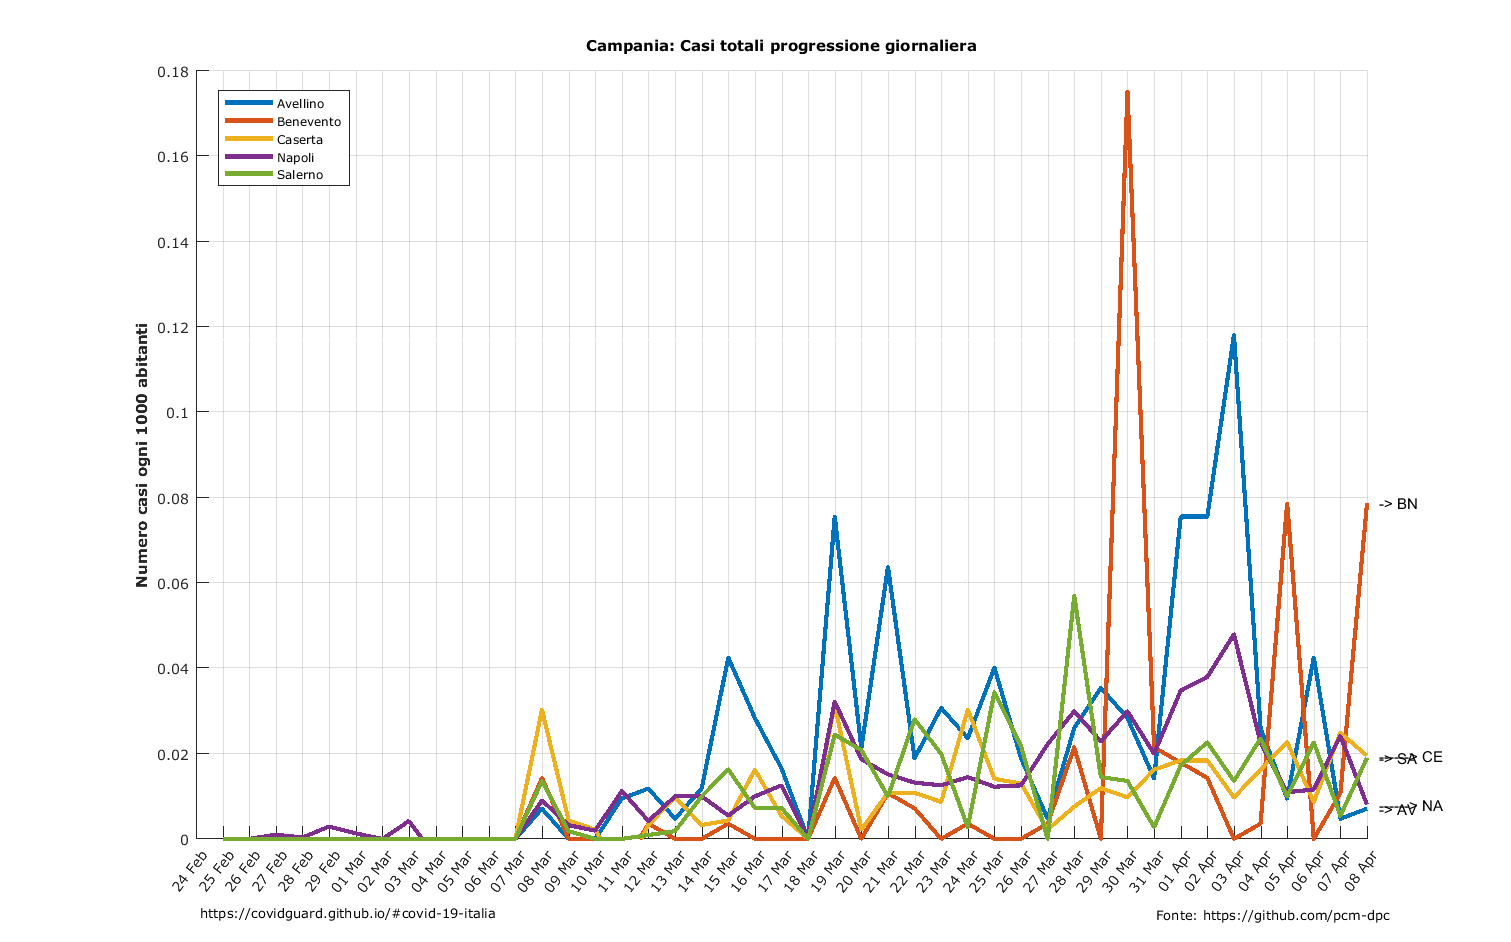 Campania: Casi totali progressione giornaliera
0.18
0.16
0.14
0.12
0.1
0.08
0.06
0.04
0.02
0
Numero casi ogni 1000 abitanti
Avellino
Benevento
Caserta
Napoli
Salerno
-> BN
-> CE
-> SA
-> NA
-> AV
24 Feb
25 Feb
26 Feb
27 Feb
28 Feb
29 Feb
01 Mar
02 Mar
03 Mar
04 Mar
05 Mar
06 Mar
07 Mar
08 Mar
09 Mar
10 Mar
11 Mar
12 Mar
13 Mar
14 Mar
15 Mar
16 Mar
17 Mar
18 Mar
19 Mar
20 Mar
21 Mar
22 Mar
23 Mar
24 Mar
25 Mar
26 Mar
27 Mar
28 Mar
29 Mar
30 Mar
31 Mar
01 Apr
02 Apr
03 Apr
04 Apr
05 Apr
06 Apr
07 Apr
08 Apr
https://covidguard.github.io/#covid-19-italia
Fonte: https://github.com/pcm-dpc